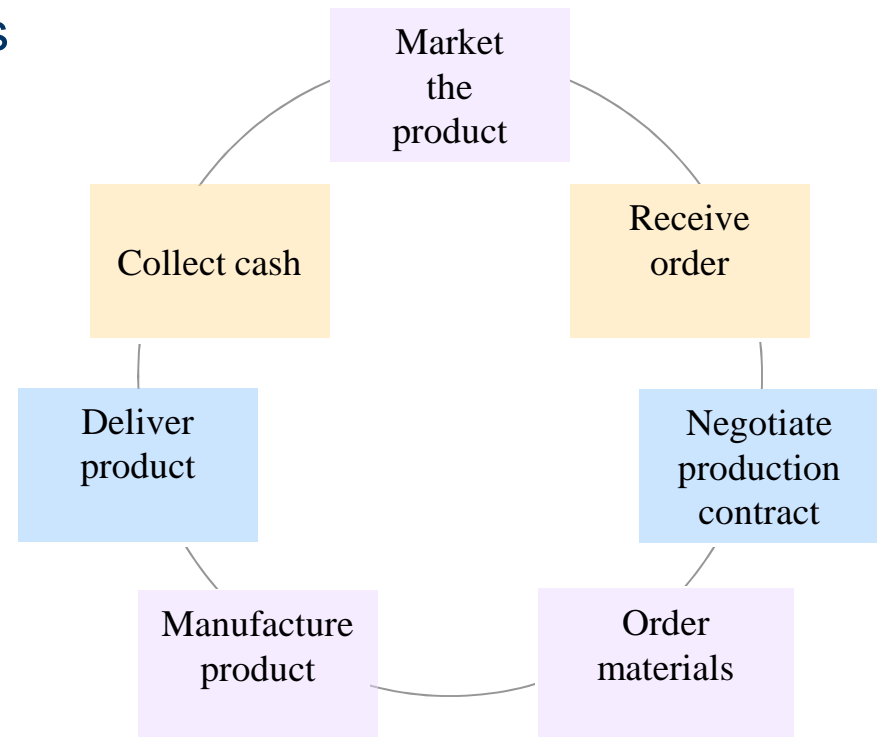 s
Market
the
product
Receive
order
Negotiate
production
contract
Order
materials
Manufacture
product
Deliver
product
Collect cash